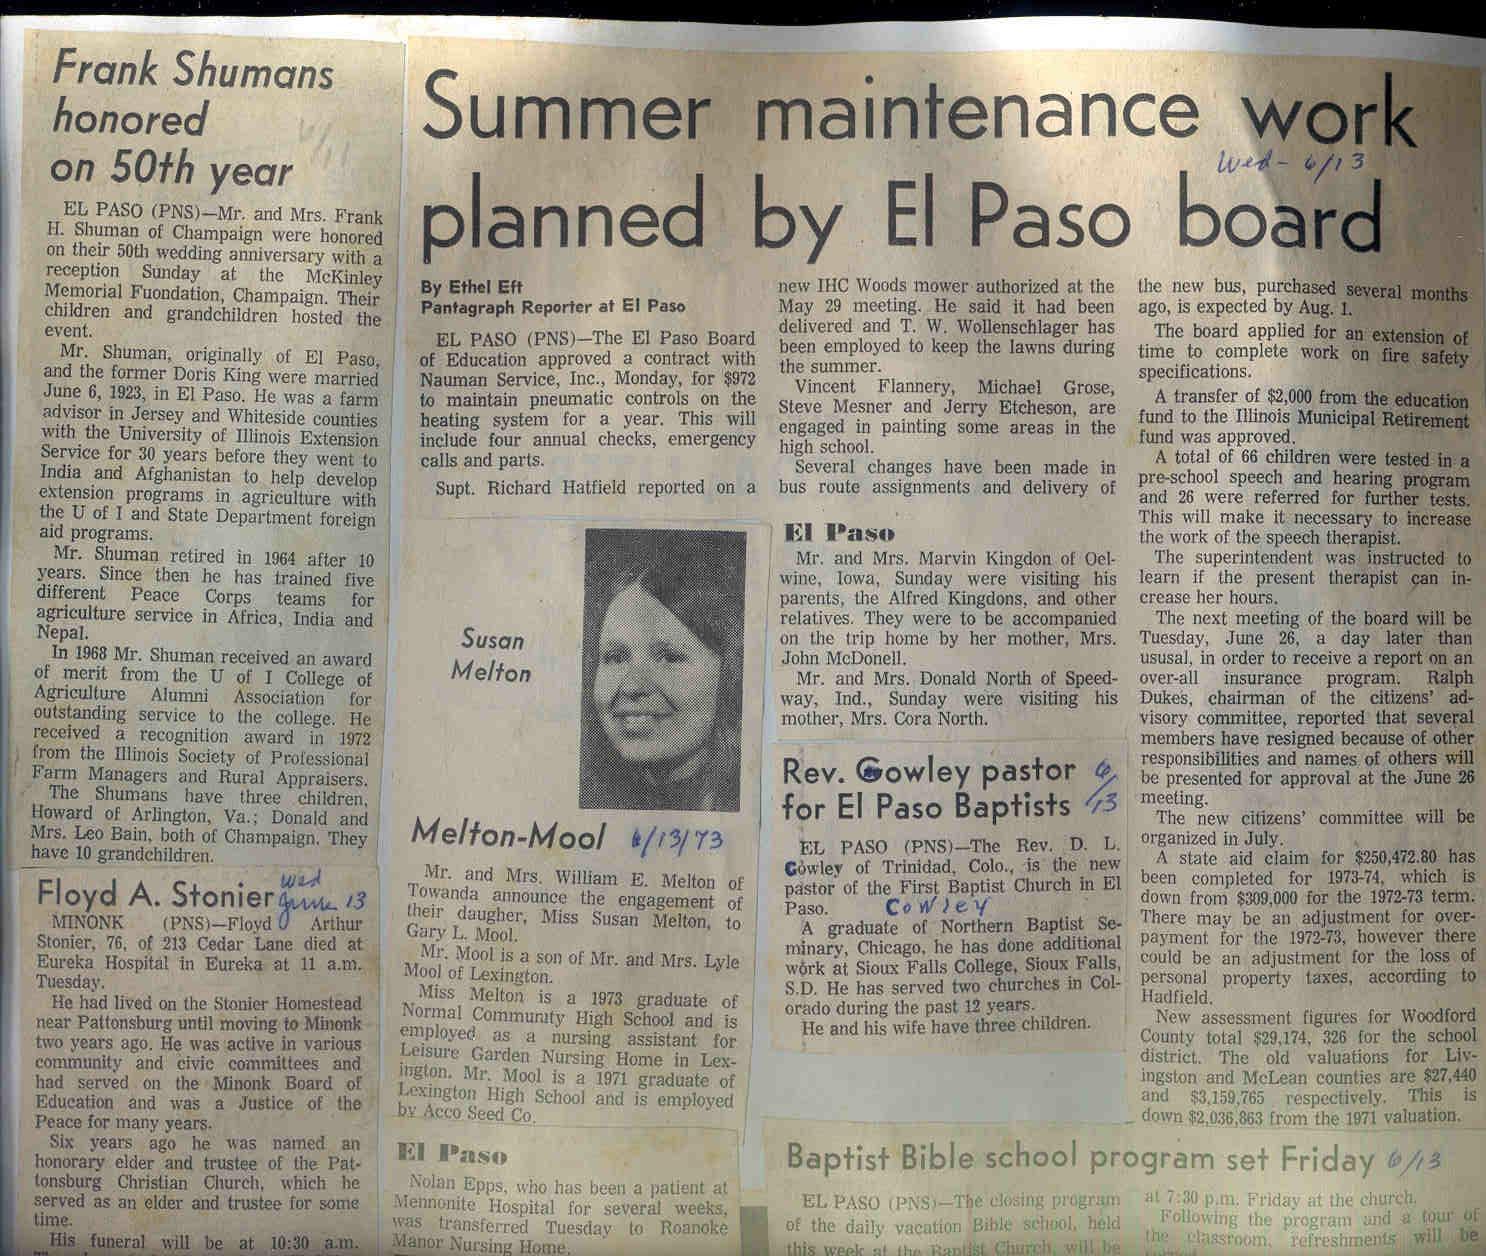 Frank Shumans
honored
on 50th year
EL PASO (PNS)—Mr. and Mrs. Frank
H. Shuman of Champaign were honored
on their 50th wedding anniversary with a
reception Sunday at the McKinley
Memorial Fuondation, Champaign. Their
children and grandchildren hosted the
event.
Mr. Shuman, originally of El Paso,
and the former Doris King were married
June 6, 1923, in El Paso. He was a farm
advisor in Jersey and Whiteside counties
with the University of Illinois Extension
Service for 30 years before they went to
India and Afghanistan to help develop
extension programs in agriculture with
the U of I and State Department foreign
aid programs.
Mr. Shuman retired in 1964 after 10
years. Since then he has trained five
different Peace Corps teams for
agriculture service in Africa, India and
Nepal.
In 1968 Mr. Shuman received an award
of merit from the U of I College of
Agriculture Alumni Association for
outstanding service to the college. He
received a recognition award in 1972
from the Illinois Society of Professional
Farm Managers and Rural Appraisers.
The Shumans have three children,
Howard of Arlington, Va.; Donald and
Mrs. Leo Bain, both of Champaign. They
have 10 grandchildren.
Floyd A. Stonier
wed
June 13
MINONK (PNS)—Floyd Arthur
Stonier, 76, of 213 Cedar Lane died at
Eureka Hospital in Eureka at 11 a.m.
Tuesday.
He had lived on the Stonier Homestead
near Pattonsburg until moving to Minonk
two years ago. He was active in various
community and civic committees and
had served on the Minonk Board of
Education and was a Justice of the
Peace for many years.
Six years ago he was named an
honorary elder and trustee of the Pat-
tonsburg Christian Church, which he
served as an elder and trustee for some
time.
His funeral will be at 10:30 a.m.
Summer maintenance work
Wed - 6/13
planned by El Paso board
By Ethel Eft
Pantagraph Reporter at El Paso
EL PASO (PNS)—The El Paso Board
of Education approved a contract with
Nauman Service, Inc., Monday, for $972
to maintain pneumatic controls on the
heating system for a year. This will
include four annual checks, emergency
calls and parts.
Supt. Richard Hatfield reported on a
new IHC Woods mower authorized at the
May 29 meeting. He said it had been
delivered and T. W. Wollenschlager has
been employed to keep the lawns during
the summer.
Vincent Flannery, Michael Grose,
Steve Mesner and Jerry Etcheson, are
engaged in painting some areas in the
high school.
Several changes have been made in
bus route assignments and delivery of
the new bus, purchased several months
ago, is expected by Aug. 1.
The board applied for an extension of
time to complete work on fire safety
specifications.
A transfer of $2,000 from the education
fund to the Illinois Municipal Retirement
fund was approved.
A total of 66 children were tested in a
pre-school speech and hearing program
and 26 were referred for further tests.
This will make it necessary to increase
the work of the speech therapist.
The superintendent was instructed to
learn if the present therapist can in-
crease her hours.
The next meeting of the board will be
Tuesday, June 26, a day later than
ususal, in order to receive a report on an
over-all insurance program. Ralph
Dukes, chairman of the citizens' ad-
visory committee, reported that several
members have resigned because of other
responsibilities and names of others will
be presented for approval at the June 26
meeting.
The new citizens' committee will be
organized in July.
A state aid claim for $250,472.80 has
been completed for 1973-74, which is
down from $309,000 for the 1972-73 term.
There may be an adjustment for over-
payment for the 1972-73, however there
could be an adjustment for the loss of
personal property taxes, according to
Hadfield.
New assessment figures for Woodford
County total $29,174, 326 for the school
district. The old valuations for Liv-
ingston and McLean counties are $27,440
and $3,159,765 respectively. This is
down $2,036,863 from the 1971 valuation.
Susan
Melton
Melton-Mool 6/13/73
Mr. and Mrs. William E. Melton of
Towanda announce the engagement of
their daugher, Miss Susan Melton, to
Gary L. Mool.
Mr. Mool is a son of Mr. and Mrs. Lyle
Mool of Lexington.
Miss Melton is a 1973 graduate of
Normal Community High School and is
employed as a nursing assistant for
Leisure Garden Nursing Home in Lex-
ington. Mr. Mool is a 1971 graduate of
Lexington High School and is employed
by Acco Seed Co.
El Paso
Nolan Epps, who has been a patient at
Mennonite Hospital for several weeks,
was transferred Tuesday to Roanoke
Manor Nursing Home.
El Paso
Mr. and Mrs. Marvin Kingdon of Oel-
wine, Iowa, Sunday were visiting his
parents, the Alfred Kingdons, and other
relatives. They were to be accompanied
on the trip home by her mother, Mrs.
John McDonell.
Mr. and Mrs. Donald North of Speed-
way, Ind., Sunday were visiting his
mother, Mrs. Cora North.
Rev. Cowley pastor
for El Paso Baptists
6/13
EL PASO (PNS)—The Rev. D. L.
Cowley of Trinidad, Colo., is the new
pastor of the First Baptist Church in El
Paso. Cowley
A graduate of Northern Baptist Se-
minary, Chicago, he has done additional
work at Sioux Falls College, Sioux Falls,
S.D. He has served two churches in Col-
orado during the past 12 years.
He and his wife have three children.
Baptist Bible school program set Friday 6/13
EL PASO (PNS)—The closing program
of the daily vacation Bible school, held
this week at the Baptist Church, will be
at 7:30 p.m. Friday at the church.
Following the program and a tour of
the classroom, refreshments will be